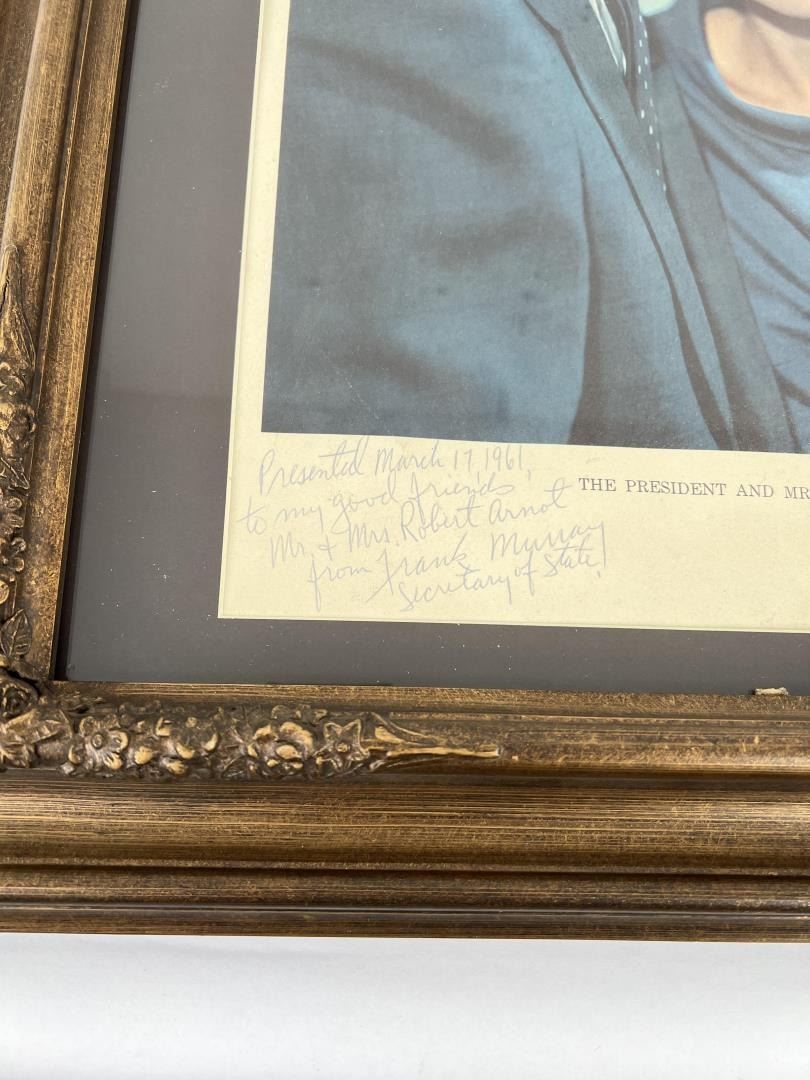 Presented March 17, 1961,
to my good friends,
Mr. & Mrs. Robert Arnot
from Frank Murray
Secretary of State!
THE PRESIDENT AND MR